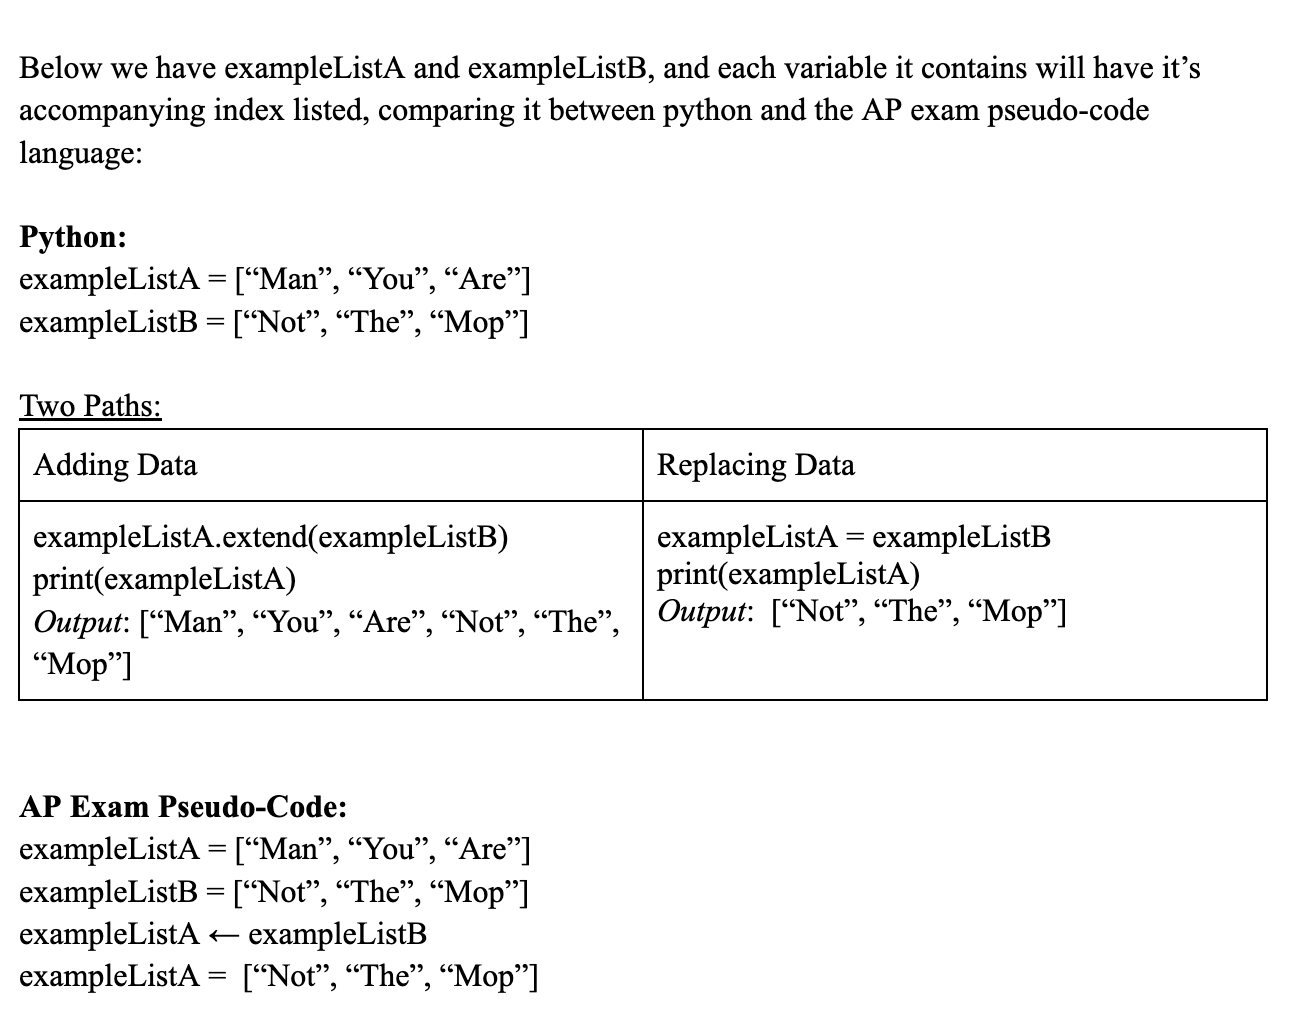 Below we have exampleListA and exampleListB, and each variable it contains will have it’s
accompanying index listed, comparing it between python and the AP exam pseudo-code
language:
Python:
exampleListA = [“Man”, “You”, “Are”]
exampleListB = [“Not”, “The”, “Mop”]
Two Paths:
Adding Data
Replacing Data
exampleListA.extend(exampleListB)
print(exampleListA)
Output: [“Man”, “You”, “Are”, “Not”, “The”,
“Mop”]
exampleListA = exampleListB
print(exampleListA)
Output:  [“Not”, “The”, “Mop”]
AP Exam Pseudo-Code:
exampleListA = [“Man”, “You”, “Are”]
exampleListB = [“Not”, “The”, “Mop”]
exampleListA ← exampleListB
exampleListA =  [“Not”, “The”, “Mop”]